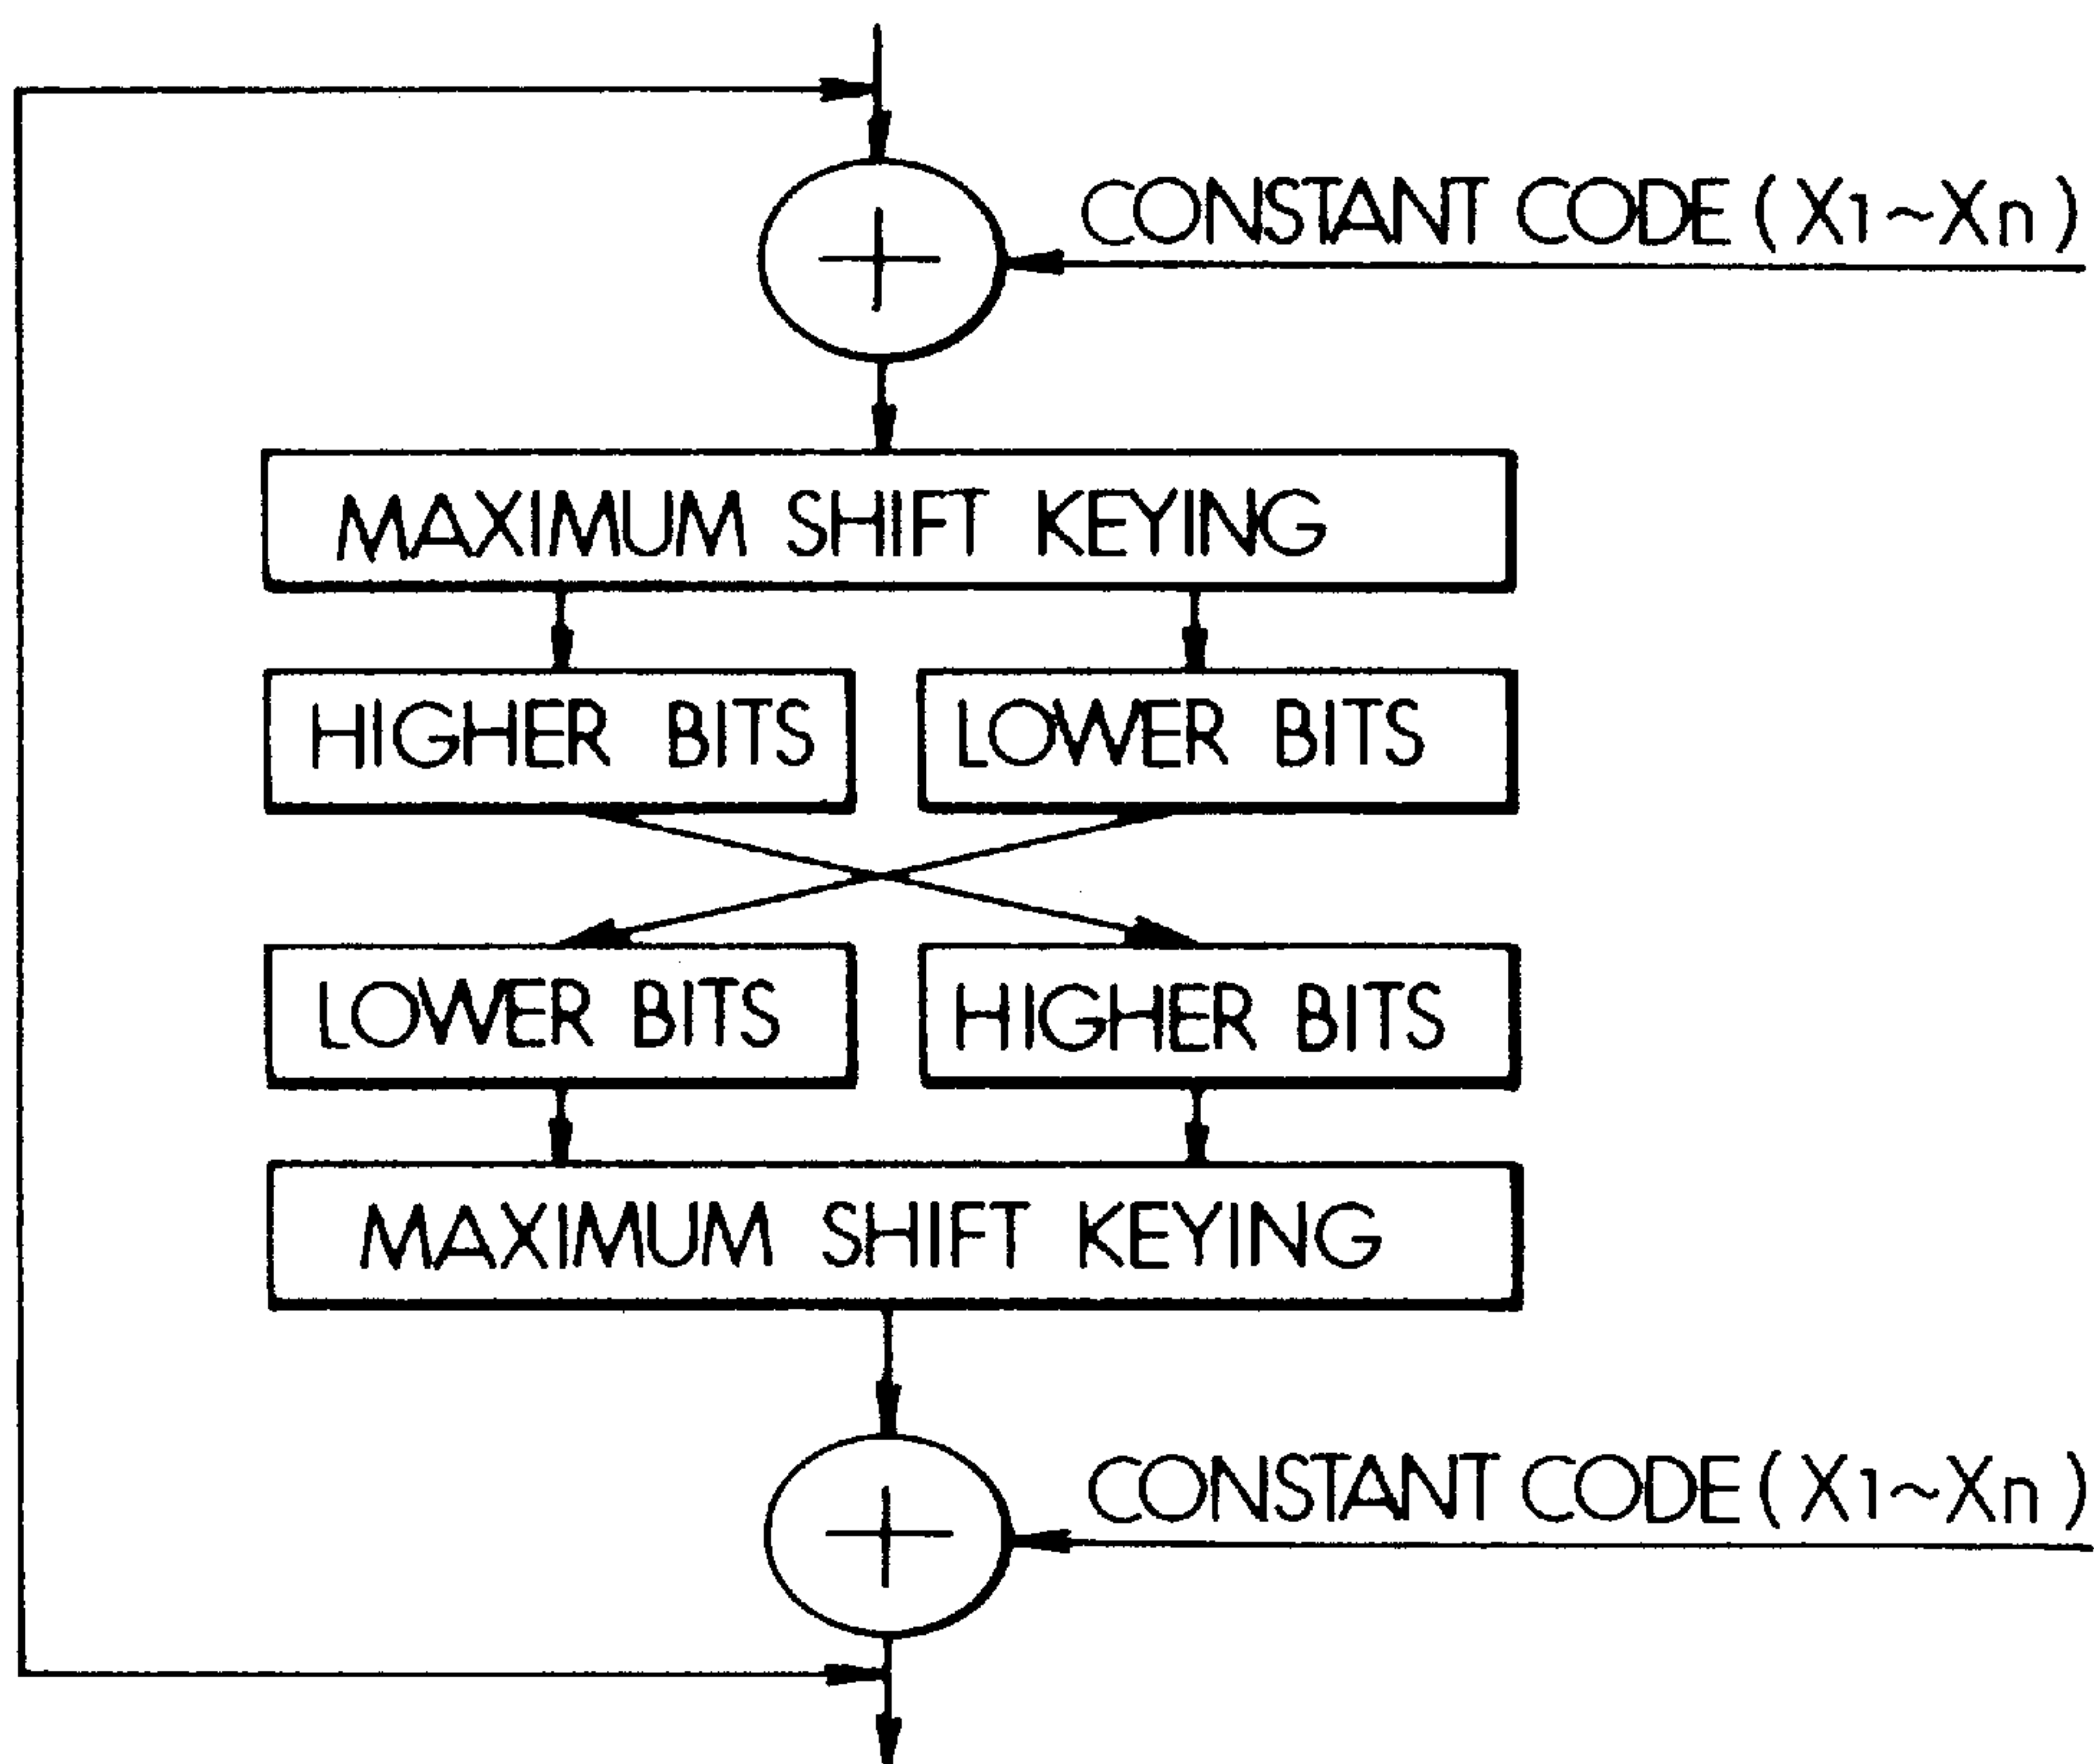 CONSTANT CODE (X1~Xn)
MAXIMUM SHIFT KEYING
HIGHER BITS
LOWER BITS
LOWER BITS
HIGHER BITS
MAXIMUM SHIFT KEYING
CONSTANT CODE (X1~Xn)